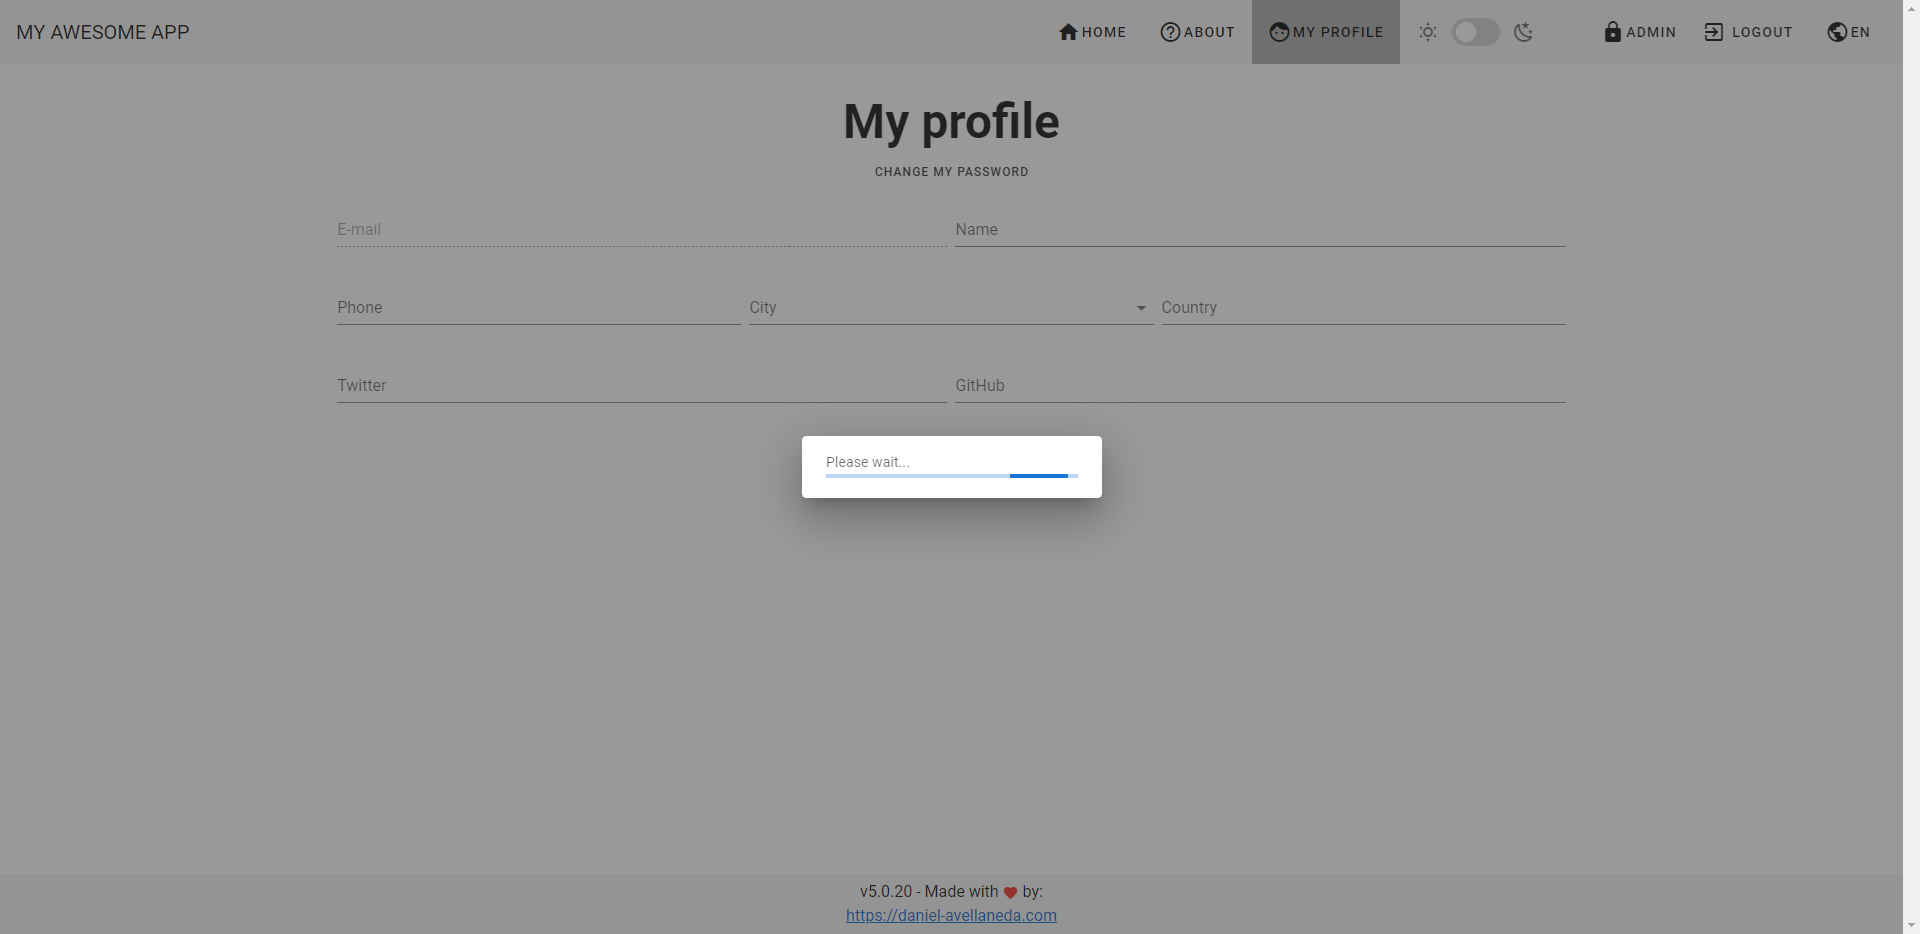 MY AWESOME APP
HOME
ABOUT
MY PROFILE
ADMIN
LOGOUT
EN
My profile
CHANGE MY PASSWORD
E-mail
Name
Phone
City
Country
Twitter
GitHub
Please wait...
v5.0.20 - Made with ❤ by:
https://daniel-avellaneda.com